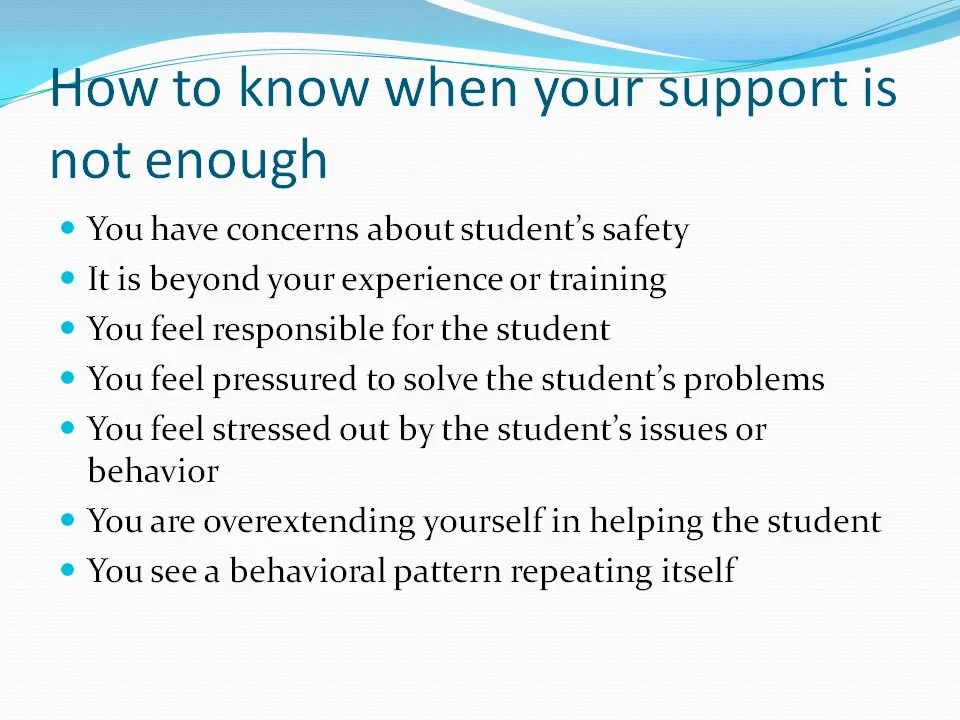 How to know when your support is
not enough
• You have concerns about student’s safety
• It is beyond your experience or training
• You feel responsible for the student
• You feel pressured to solve the student’s problems
• You feel stressed out by the student’s issues or
behavior
• You are overextending yourself in helping the student
• You see a behavioral pattern repeating itself